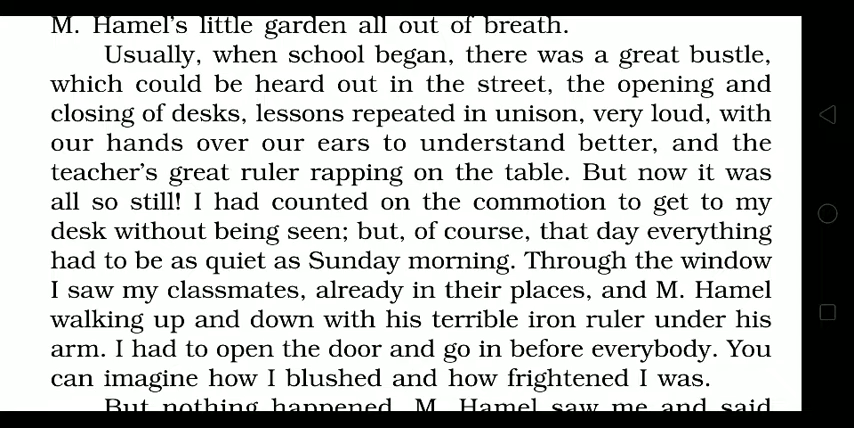 M. Hamel's little garden all out of breath.
Usually, when school began, there was a great bustle,
which could be heard out in the street, the opening and
closing of desks, lessons repeated in unison, very loud, with
our hands over our ears to understand better, and the
teacher's great ruler rapping on the table. But now it was
all so still! I had counted on the commotion to get to my
desk without being seen; but, of course, that day everything
had to be as quiet as Sunday morning. Through the window
I saw my classmates, already in their places, and M. Hamel
walking up and down with his terrible iron ruler under his
arm. I had to open the door and go in before everybody. You
can imagine how I blushed and how frightened I was.
But nothing happened. M. Hamel saw me and said